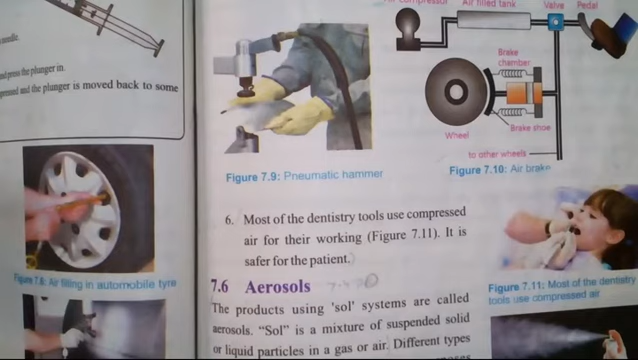 needle.
and press the plunger in.
and the plunger is moved back to some
Figure 7.8: Air filling in automobile tyre
Figure 7.9: Pneumatic hammer
6. Most of the dentistry tools use compressed
air for their working (Figure 7.11). It is
safer for the patient.
7.6 Aerosols
The products using 'sol' systems are called
aerosols. “Sol” is a mixture of suspended solid
or liquid particles in a gas or air. Different types
Air compressor
Air filled tank
Valve
Pedal
Brake
chamber
Wheel
Brake shoe
to other wheels
Figure 7.10: Air brake
Figure 7.11: Most of the dentistry
tools use compressed air